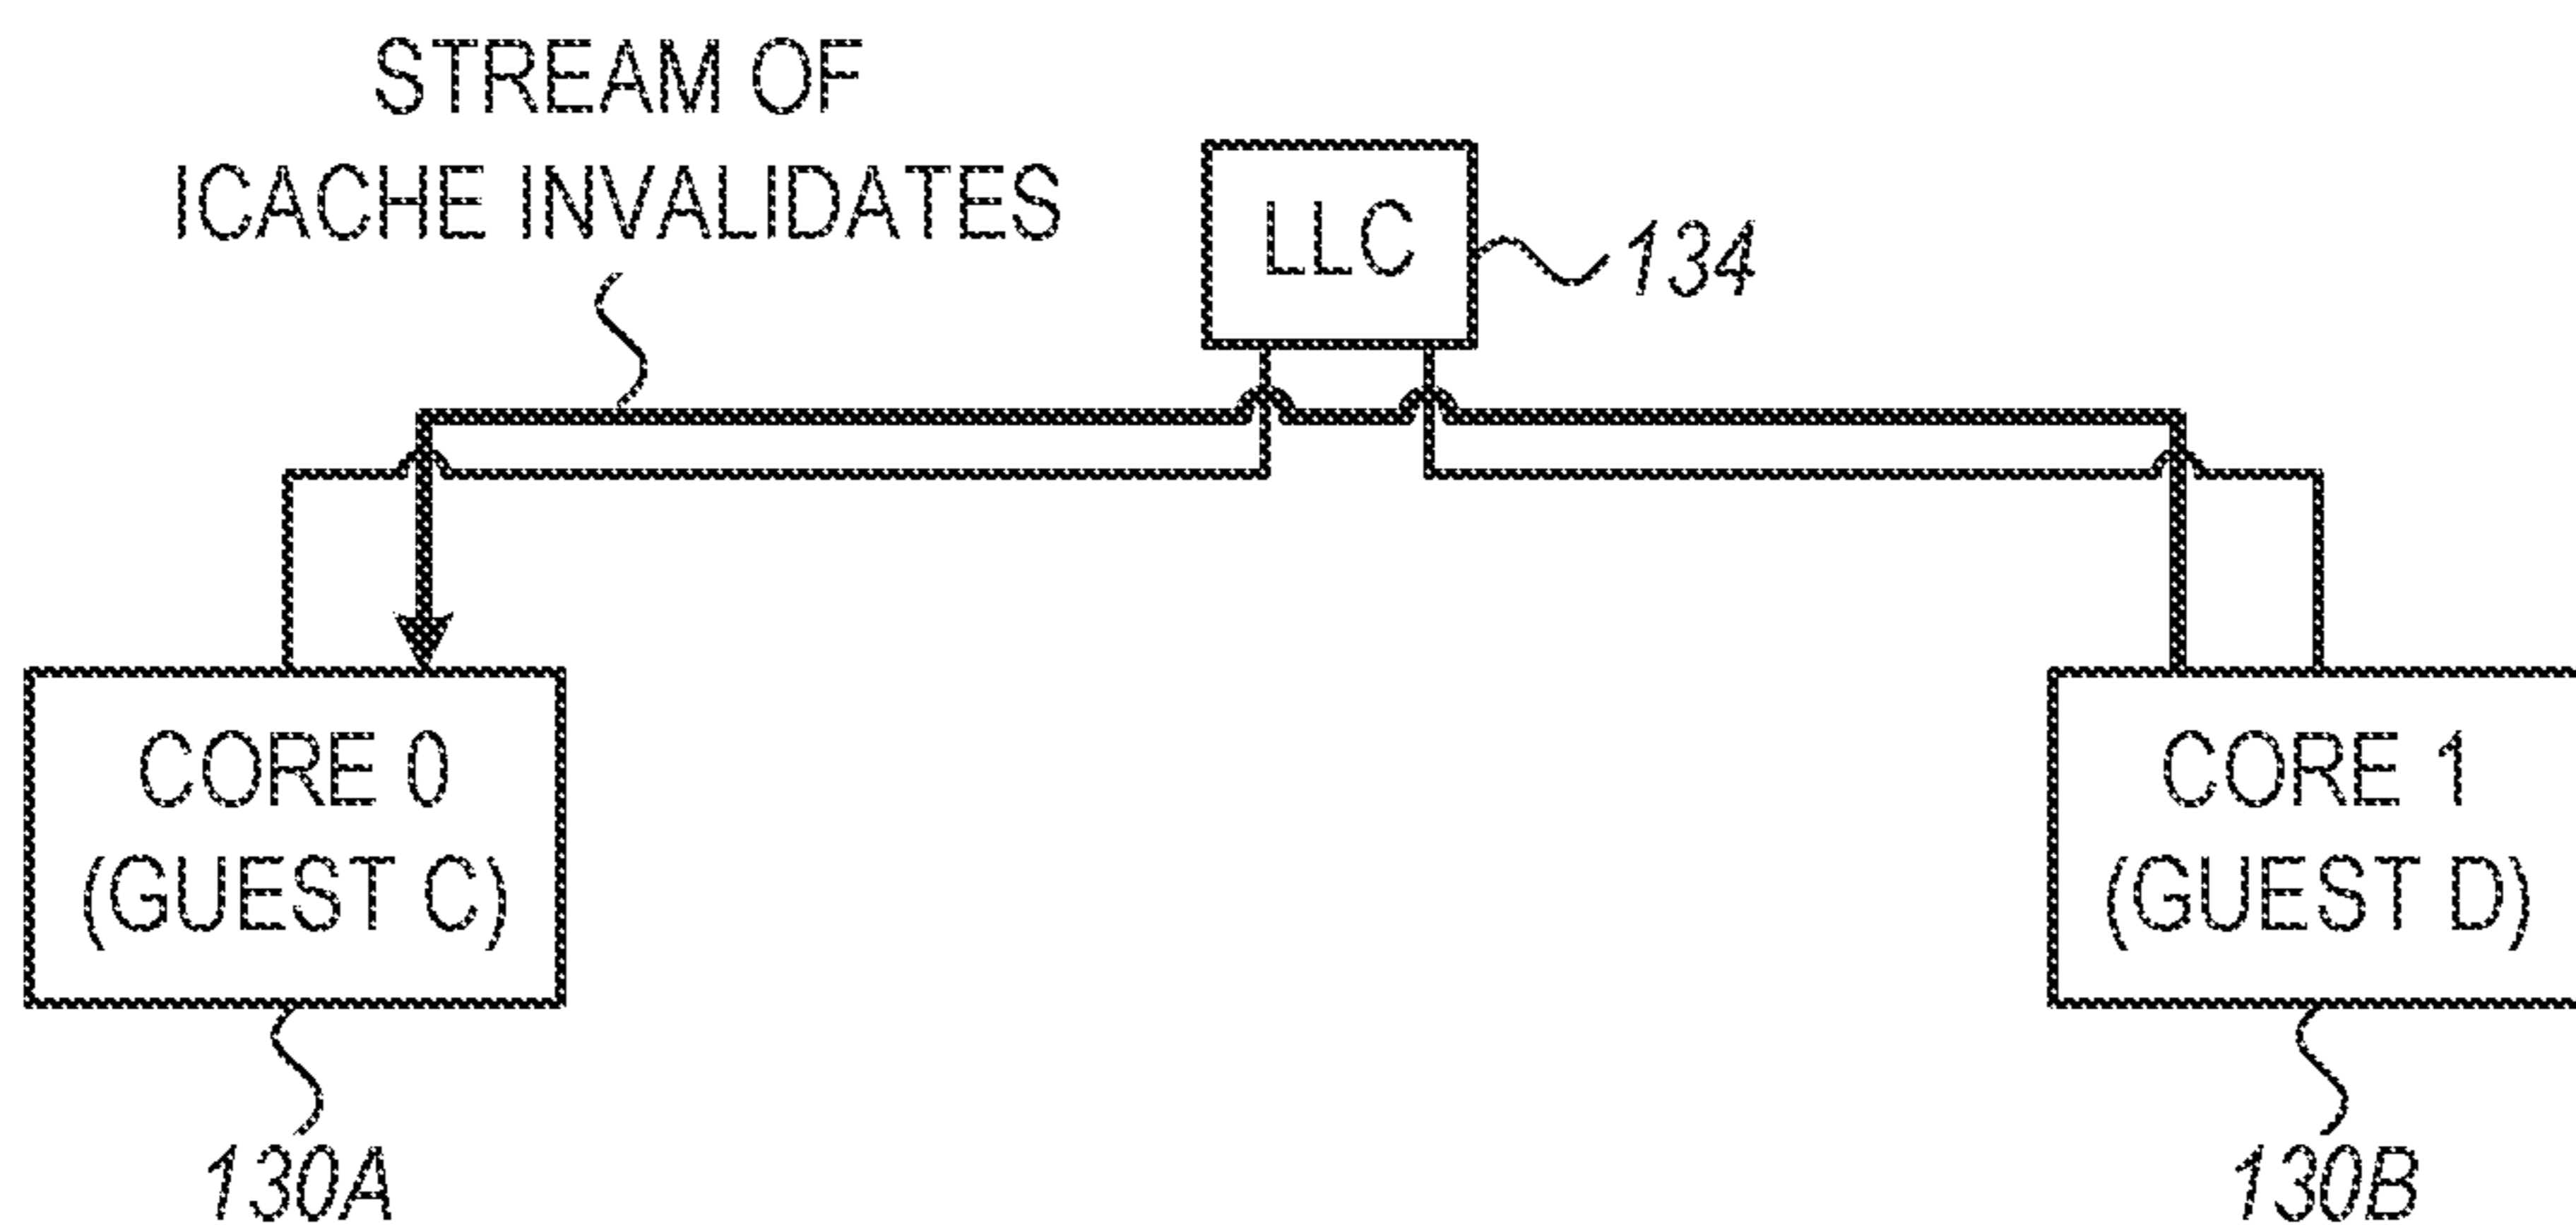 STREAM OF
ICACHE INVALIDATES
LLC
134
CORE 0
(GUEST C)
CORE 1
(GUEST D)
130A
130B